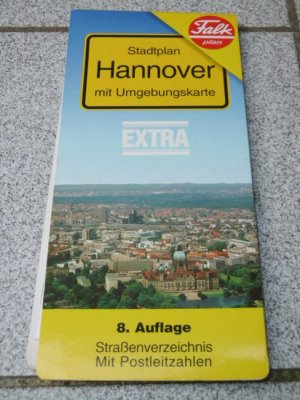 Falk
plan
Stadtplan
Hannover
mit Umgebungskarte
EXTRA
8. Auflage
Straßenverzeichnis
Mit Postleitzahlen